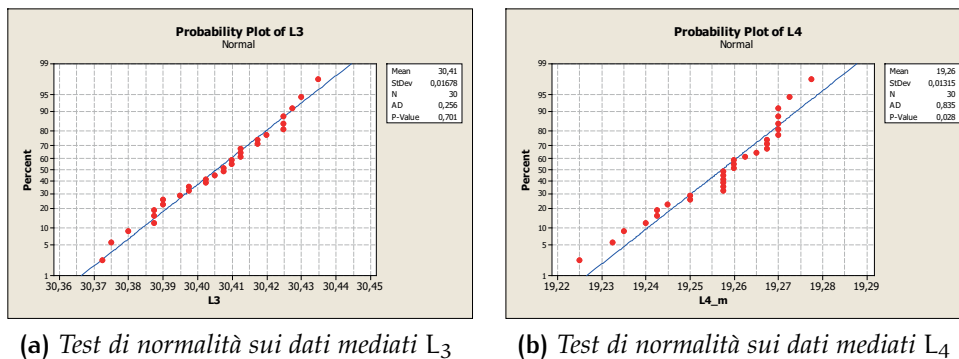 Probability Plot of L3
Normal
Percent
99
95
90
80
70
60
50
40
30
20
10
5
1
30,36 30,37 30,38 30,39 30,40 30,41 30,42 30,43 30,44 30,45
L3
Mean 30,41
StDev 0,01678
N 30
AD 0,256
P-Value 0,701
(a) Test di normalità sui dati mediati L3
Probability Plot of L4
Normal
Percent
99
95
90
80
70
60
50
40
30
20
10
5
1
19,22 19,23 19,24 19,25 19,26 19,27 19,28 19,29
L4_m
Mean 19,26
StDev 0,01315
N 30
AD 0,835
P-Value 0,028
(b) Test di normalità sui dati mediati L4